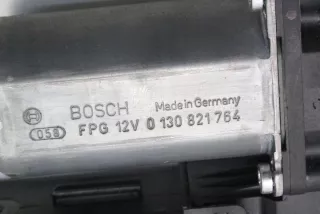 BOSCH Made in Germany
058 FPG 12V 0 130 821 764